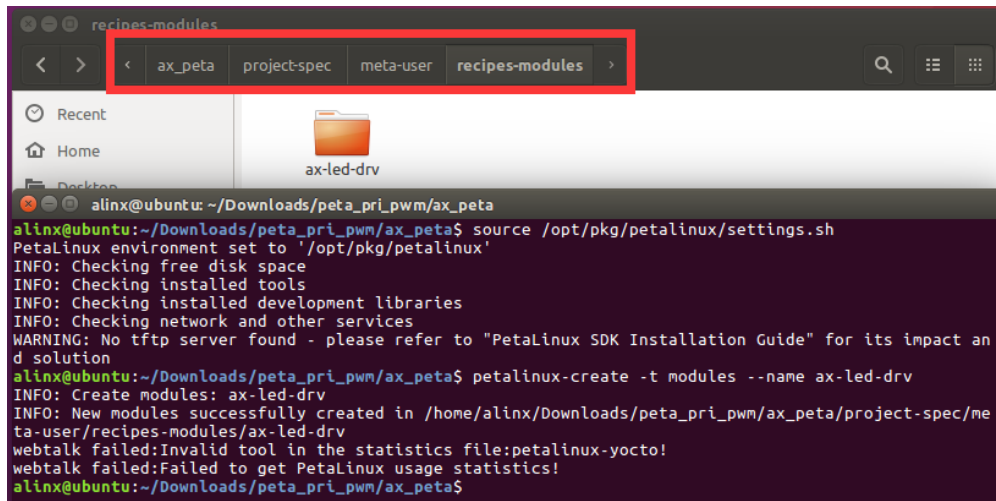 recipes-modules
ax_peta project-spec meta-user recipes-modules
Recent
Home
Desktop
ax-led-drv
alinx@ubuntu: ~/Downloads/peta_pri_pwm/ax_peta
alinx@ubuntu:~/Downloads/peta_pri_pwm/ax_peta$ source /opt/pkg/petalinux/settings.sh
PetaLinux environment set to '/opt/pkg/petalinux'
INFO: Checking free disk space
INFO: Checking installed tools
INFO: Checking installed development libraries
INFO: Checking network and other services
WARNING: No tftp server found - please refer to "PetaLinux SDK Installation Guide" for its impact an
d solution
alinx@ubuntu:~/Downloads/peta_pri_pwm/ax_peta$ petalinux-create -t modules --name ax-led-drv
INFO: Create modules: ax-led-drv
INFO: New modules successfully created in /home/alinx/Downloads/peta_pri_pwm/ax_peta/project-spec/me
ta-user/recipes-modules/ax-led-drv
webtalk failed:Invalid tool in the statistics file:petalinux-yocto!
webtalk failed:Failed to get PetaLinux usage statistics!
alinx@ubuntu:~/Downloads/peta_pri_pwm/ax_peta$